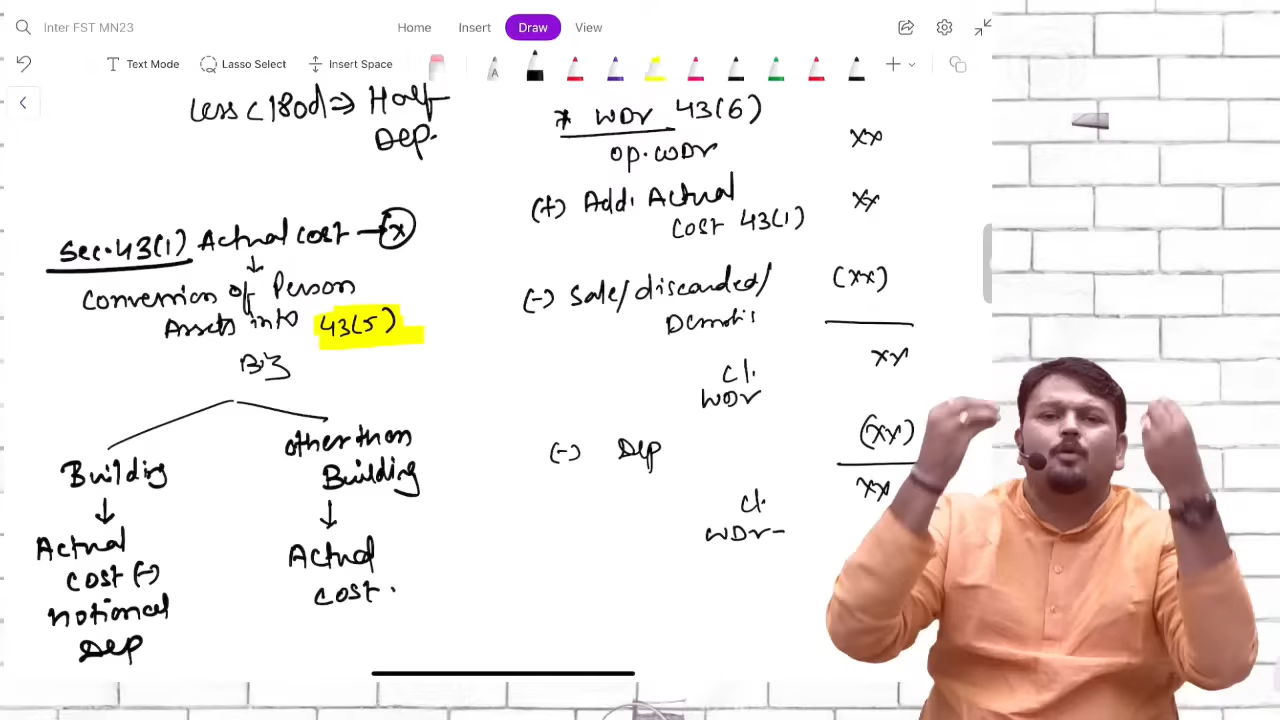 Inter FST MN23
Home
Insert
Draw
View
Text Mode
Lasso Select
Insert Space
A
Less < 180d ⇒ Half
Dep.
Sec. 43(1) Actual cost → x
↓
Conversion of Person
Assets into 43(5)
Biz
Building
↓
Actual
cost (-)
notional
Dep
other than
Building
↓
Actual
cost.
* WDV 43(6)
op. WDV xx
(+) Add: Actual xx
cost 43(1)
(-) Sale/discarded/ (xx)
Demolis
xx
cl.
WDV
(-) Dep (xx)
xx
cl.
WDV -